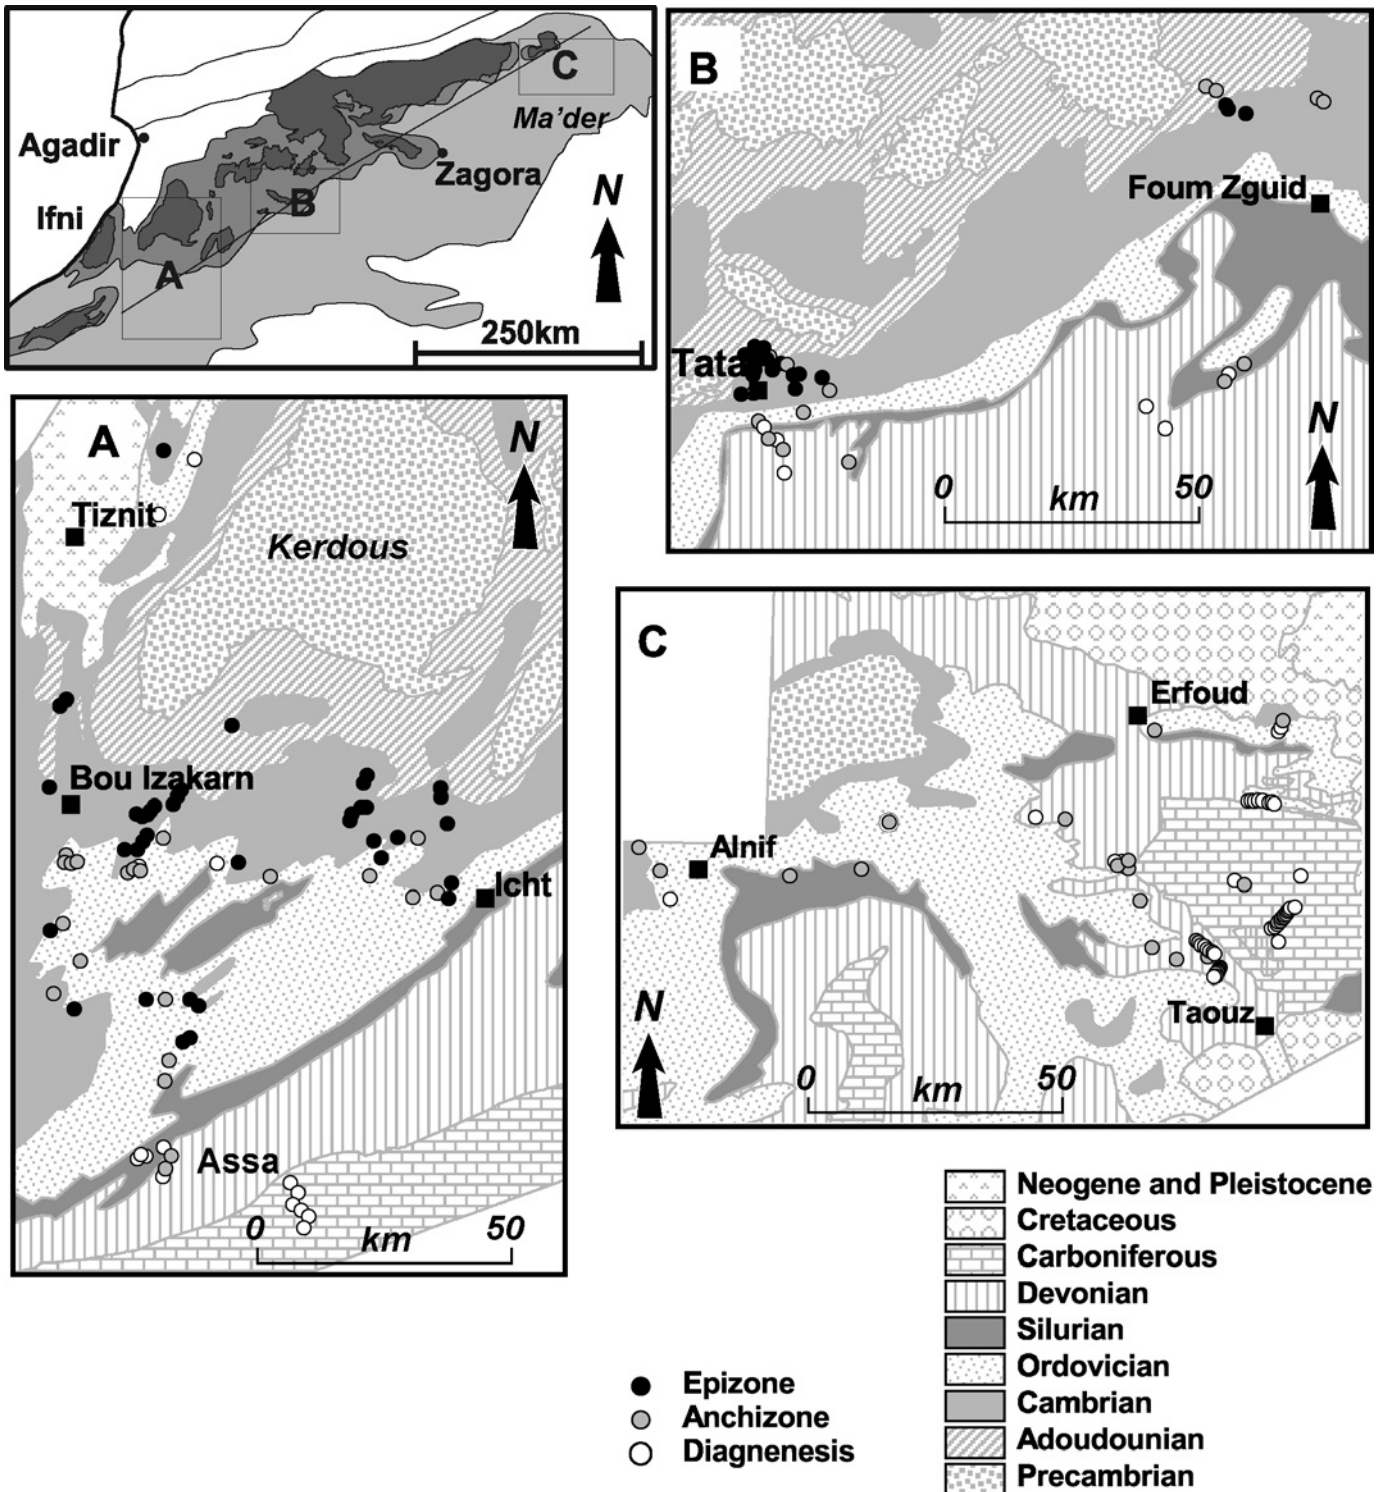 Agadir
Ifni
A
B
C
Ma'der
Zagora
N
250km
B
Foum Zguid
Tata
0 50
km
N
A
N
Tiznit
Kerdous
Bou Izakarn
Icht
Assa
0 50
km
C
Erfoud
Alnif
N
Taouz
0 50
km
Epizone
Anchizone
Diagnenesis
Neogene and Pleistocene
Cretaceous
Carboniferous
Devonian
Silurian
Ordovician
Cambrian
Adoudounian
Precambrian